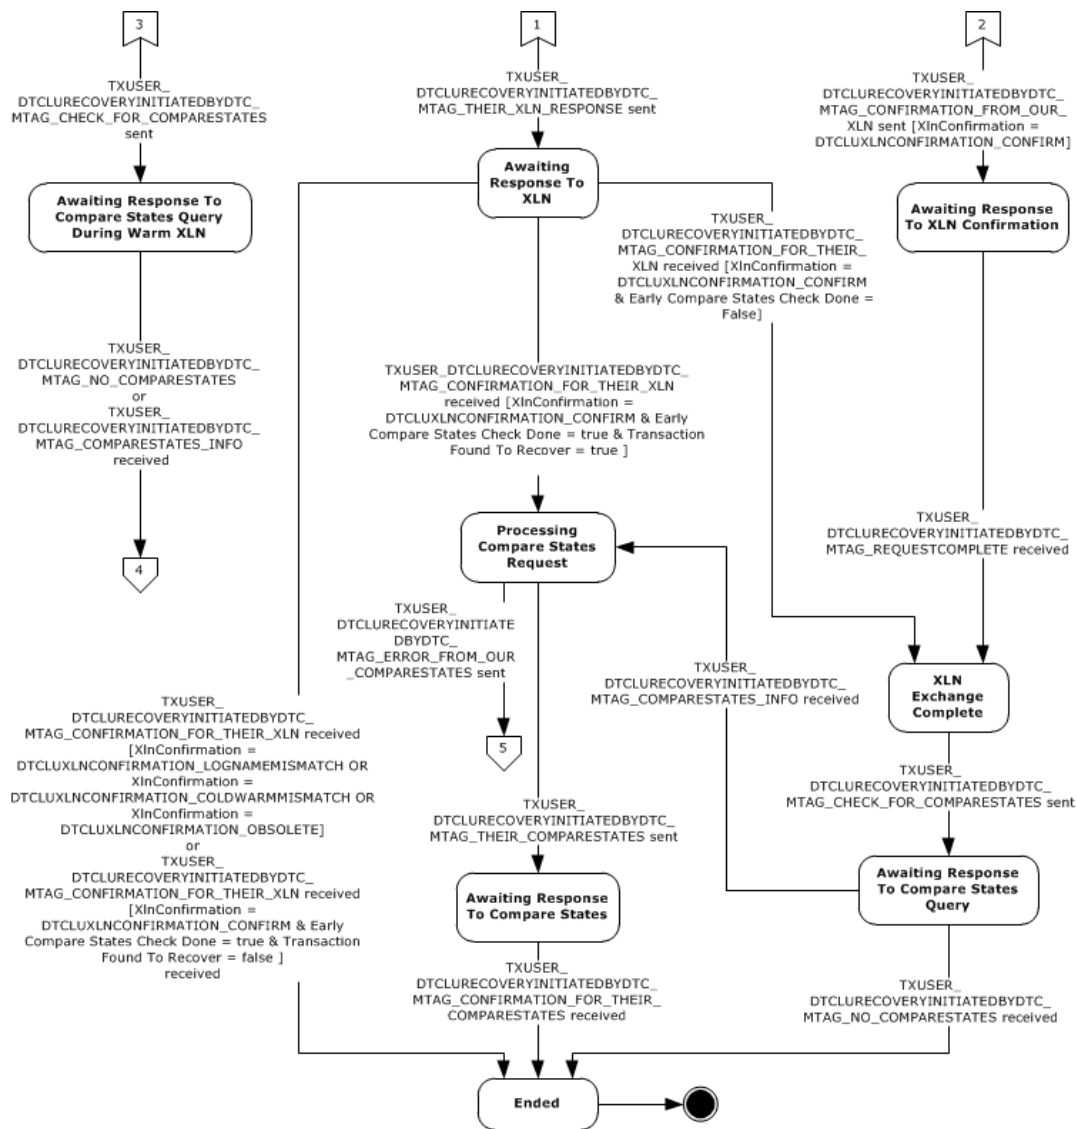 3
1
2
TXUSER_
DTCLURECOVERYINITIATEDBYDTC_
MTAG_CHECK_FOR_COMPARESTATES
sent
TXUSER_
DTCLURECOVERYINITIATEDBYDTC_
MTAG_THEIR_XLN_RESPONSE sent
TXUSER_
DTCLURECOVERYINITIATEDBYDTC_
MTAG_CONFIRMATION_FROM_OUR_
XLN sent [XlnConfirmation =
DTCLUXLNCONFIRMATION_CONFIRM]
Awaiting Response To
Compare States Query
During Warm XLN
Awaiting
Response To
XLN
Awaiting Response
To XLN Confirmation
TXUSER_
DTCLURECOVERYINITIATEDBYDTC_
MTAG_CONFIRMATION_FOR_THEIR_
XLN received [XlnConfirmation =
DTCLUXLNCONFIRMATION_CONFIRM
& Early Compare States Check Done =
False]
TXUSER_
DTCLURECOVERYINITIATEDBYDTC_
MTAG_NO_COMPARESTATES
or
TXUSER_
DTCLURECOVERYINITIATEDBYDTC_
MTAG_COMPARESTATES_INFO
received
TXUSER_DTCLURECOVERYINITIATEDBYDTC_
MTAG_CONFIRMATION_FOR_THEIR_XLN
received [XlnConfirmation =
DTCLUXLNCONFIRMATION_CONFIRM & Early
Compare States Check Done = true & Transaction
Found To Recover = true ]
4
Processing
Compare States
Request
TXUSER_
DTCLURECOVERYINITIATEDBYDTC_
MTAG_REQUESTCOMPLETE received
TXUSER_
DTCLURECOVERYINITIATE
DBYDTC_
MTAG_ERROR_FROM_OUR
_COMPARESTATES sent
5
TXUSER_
DTCLURECOVERYINITIATEDBYDTC_
MTAG_COMPARESTATES_INFO received
XLN
Exchange
Complete
TXUSER_
DTCLURECOVERYINITIATEDBYDTC_
MTAG_CONFIRMATION_FOR_THEIR_XLN received
[XlnConfirmation =
DTCLUXLNCONFIRMATION_LOGNAMEMISMATCH OR
XlnConfirmation =
DTCLUXLNCONFIRMATION_COLDWARMMISMATCH OR
XlnConfirmation =
DTCLUXLNCONFIRMATION_OBSOLETE]
or
TXUSER_
DTCLURECOVERYINITIATEDBYDTC_
MTAG_CONFIRMATION_FOR_THEIR_XLN received
[XlnConfirmation =
DTCLUXLNCONFIRMATION_CONFIRM & Early
Compare States Check Done = true & Transaction
Found To Recover = false ]
received
TXUSER_
DTCLURECOVERYINITIATEDBYDTC_
MTAG_THEIR_COMPARESTATES sent
TXUSER_
DTCLURECOVERYINITIATEDBYDTC_
MTAG_CHECK_FOR_COMPARESTATES sent
Awaiting Response
To Compare States
Awaiting Response
To Compare States
Query
TXUSER_
DTCLURECOVERYINITIATEDBYDTC_
MTAG_CONFIRMATION_FOR_THEIR_
COMPARESTATES received
TXUSER_
DTCLURECOVERYINITIATEDBYDTC_
MTAG_NO_COMPARESTATES received
Ended